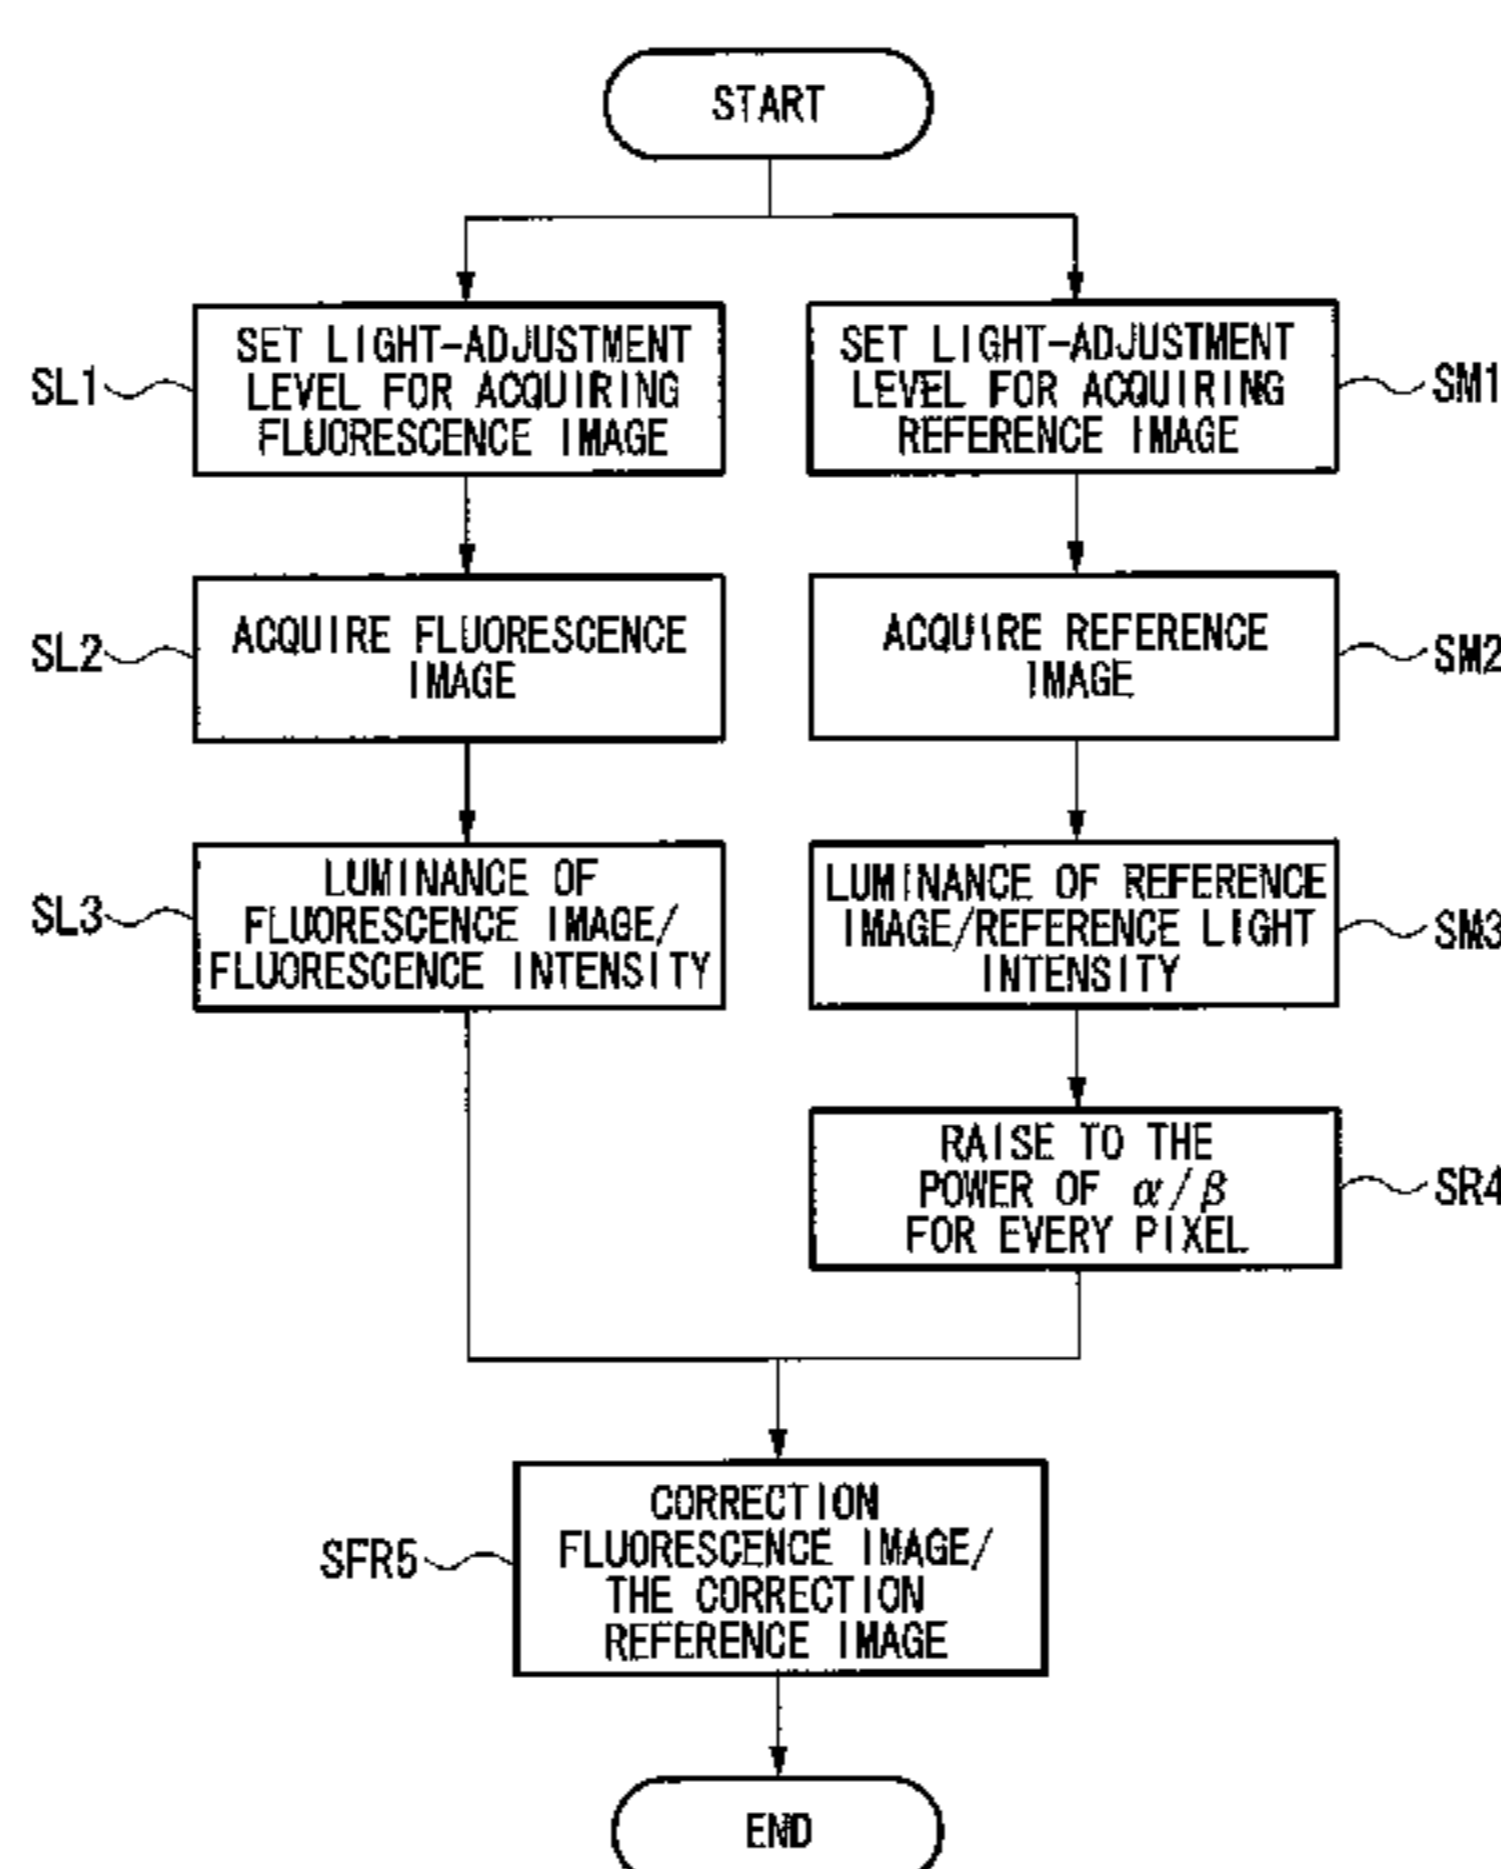 START
SL1
SET LIGHT-ADJUSTMENT
LEVEL FOR ACQUIRING
FLUORESCENCE IMAGE
SET LIGHT-ADJUSTMENT
LEVEL FOR ACQUIRING
REFERENCE IMAGE
SM1
SL2
ACQUIRE FLUORESCENCE
IMAGE
ACQUIRE REFERENCE
IMAGE
SM2
SL3
LUMINANCE OF
FLUORESCENCE IMAGE/
FLUORESCENCE INTENSITY
LUMINANCE OF REFERENCE
IMAGE/REFERENCE LIGHT
INTENSITY
SM3
RAISE TO THE
POWER OF α/β
FOR EVERY PIXEL
SR4
SFR5
CORRECTION
FLUORESCENCE IMAGE/
THE CORRECTION
REFERENCE IMAGE
END